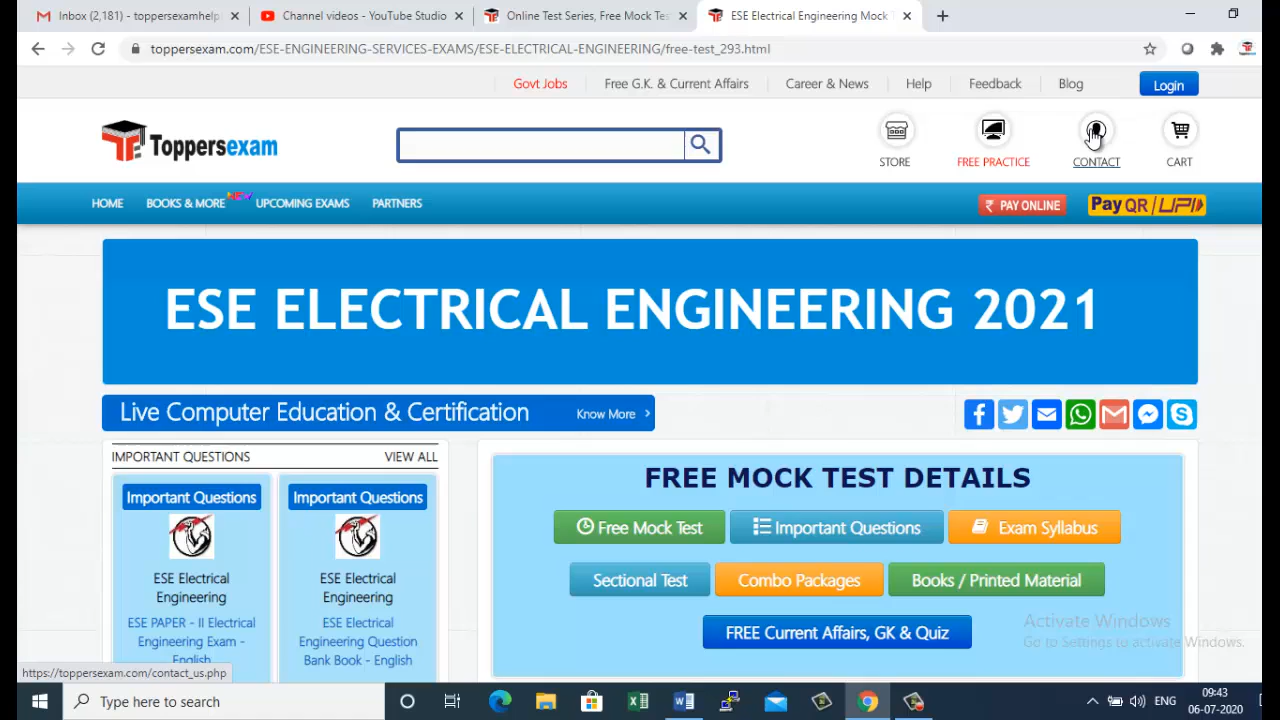 Inbox (2,181) - toppersexamhelp
Channel videos - YouTube Studio
Online Test Series, Free Mock Tes
ESE Electrical Engineering Mock T
toppersexam.com/ESE-ENGINEERING-SERVICES-EXAMS/ESE-ELECTRICAL-ENGINEERING/free-test_293.html
Govt Jobs
Free G.K. & Current Affairs
Career & News
Help
Feedback
Blog
Login
Toppersexam
STORE
FREE PRACTICE
CONTACT
CART
HOME
BOOKS & MORE
NEW
UPCOMING EXAMS
PARTNERS
₹ PAY ONLINE
Pay QR / UPI
ESE ELECTRICAL ENGINEERING 2021
Live Computer Education & Certification
Know More
IMPORTANT QUESTIONS
VIEW ALL
Important Questions
ESE Electrical
Engineering
ESE PAPER - II Electrical
Engineering Exam -
English
Important Questions
ESE Electrical
Engineering
ESE Electrical
Engineering Question
Bank Book - English
FREE MOCK TEST DETAILS
Free Mock Test
Important Questions
Exam Syllabus
Sectional Test
Combo Packages
Books / Printed Material
FREE Current Affairs, GK & Quiz
Activate Windows
Go to Settings to activate Windows.
https://toppersexam.com/contact_us.php
Type here to search
ENG
09:43
06-07-2020